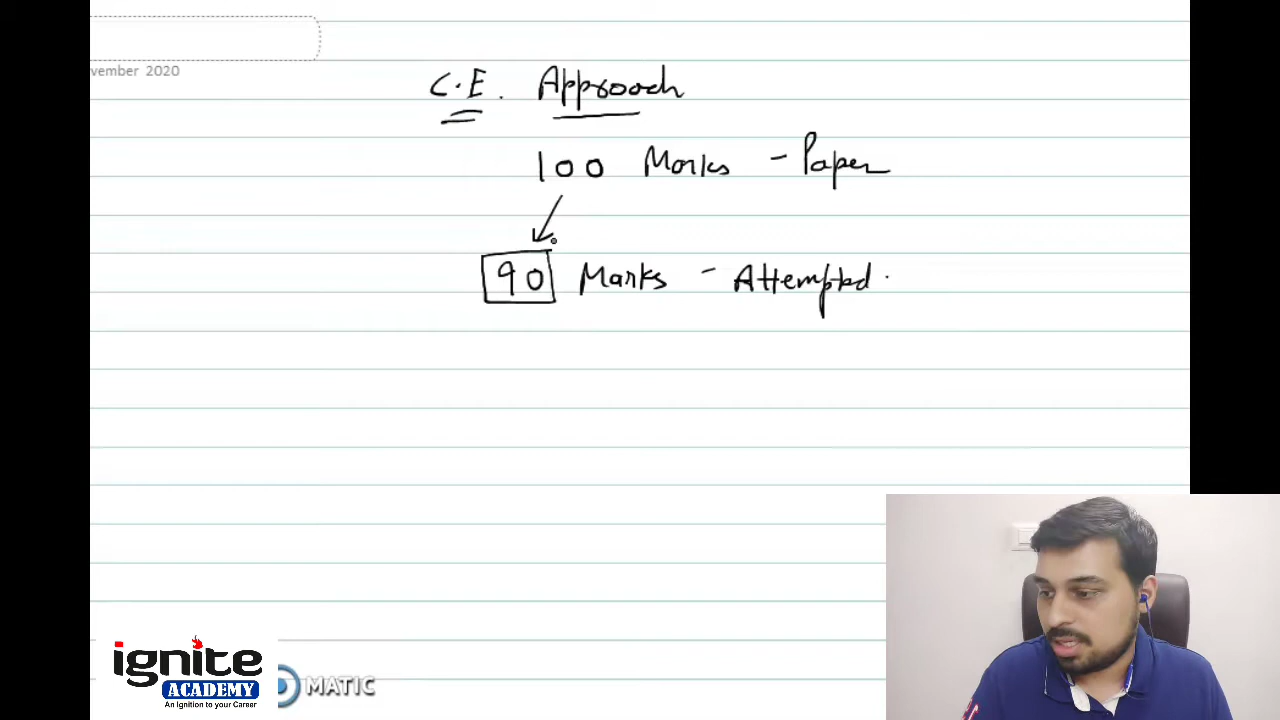 vember 2020
C.E. Approach
100 Marks - Paper
90 Marks - Attempted.
ignite
ACADEMY
An Ignition to your Career
MATIC